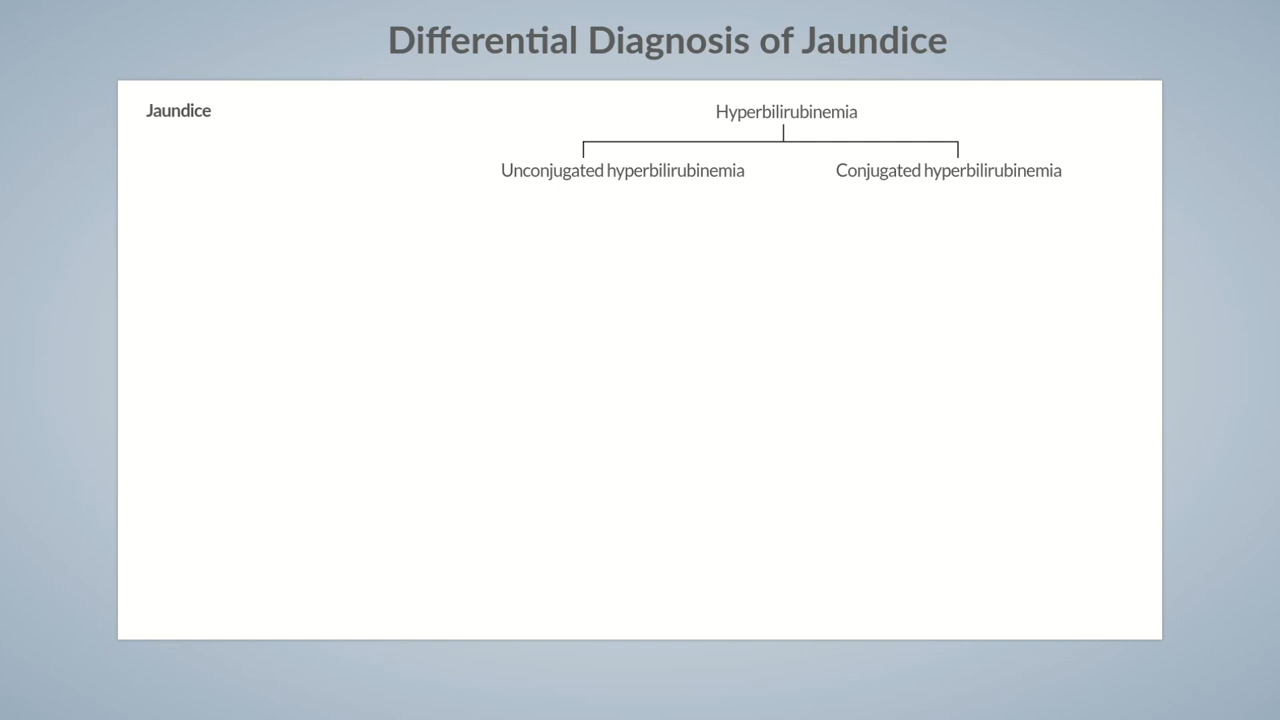 Differential Diagnosis of Jaundice
Jaundice
Hyperbilirubinemia
Unconjugated hyperbilirubinemia
Conjugated hyperbilirubinemia